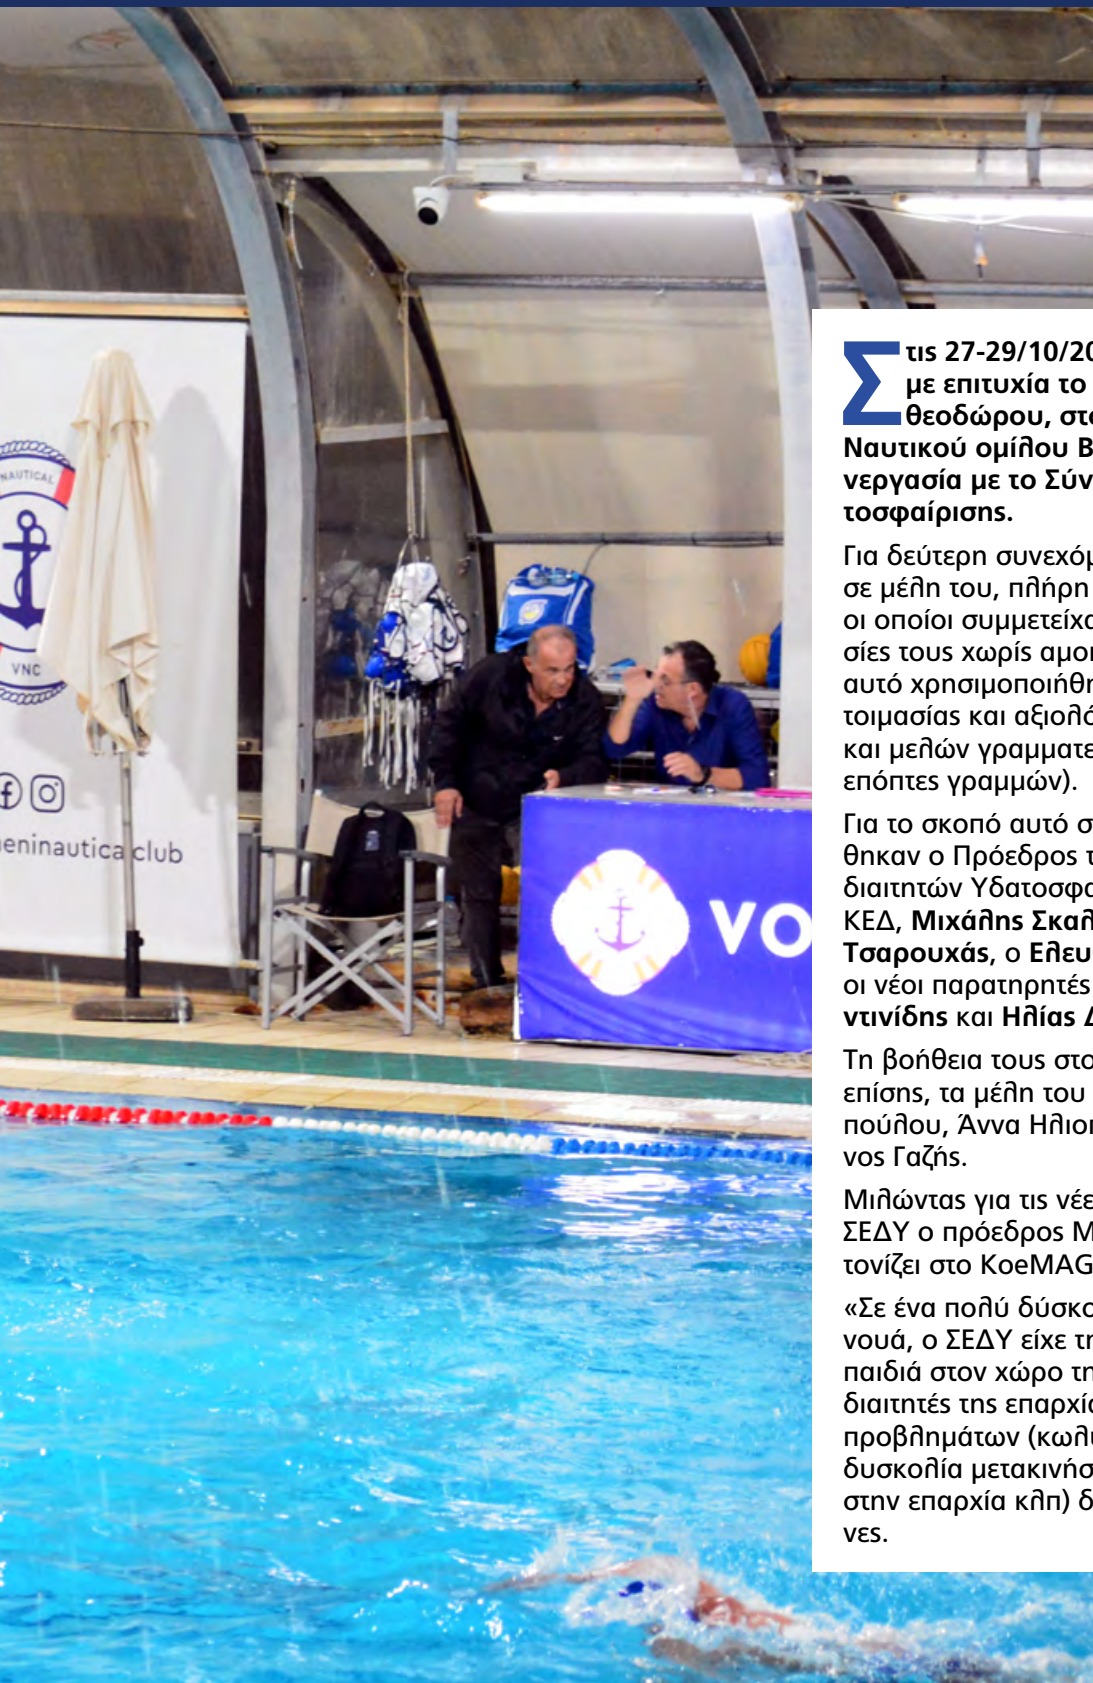 NAUTICAL
VNC
eninautica club
VO
Στις 27-29/10/20
με επιτυχία το
θεοδώρου, στο
Ναυτικού ομίλου Β
νεργασία με το Σύν
τοσφαίρισης.
Για δεύτερη συνεχόμ
σε μέλη του, πλήρη
οι οποίοι συμμετείχα
σίες τους χωρίς αμοι
αυτό χρησιμοποιήθη
τοιμασίας και αξιολό
και μελών γραμματε
επόπτες γραμμών).
Για το σκοπό αυτό σ
θηκαν ο Πρόεδρος τ
διαιτητών Υδατοσφα
ΚΕΔ, Μιχάλης Σκαλ
Τσαρουχάς, ο Ελευ
οι νέοι παρατηρητές
ντινίδης και Ηλίας Δ
Τη βοήθεια τους στο
επίσης, τα μέλη του
πούλου, Άννα Ηλιοπ
νος Γαζής.
Μιλώντας για τις νέε
ΣΕΔΥ ο πρόεδρος Μ
τονίζει στο KoeMAG
«Σε ένα πολύ δύσκο
νουά, ο ΣΕΔΥ είχε τη
παιδιά στον χώρο τη
διαιτητές της επαρχία
προβλημάτων (κωλυ
δυσκολία μετακινήσ
στην επαρχία κλπ) δ
νες.